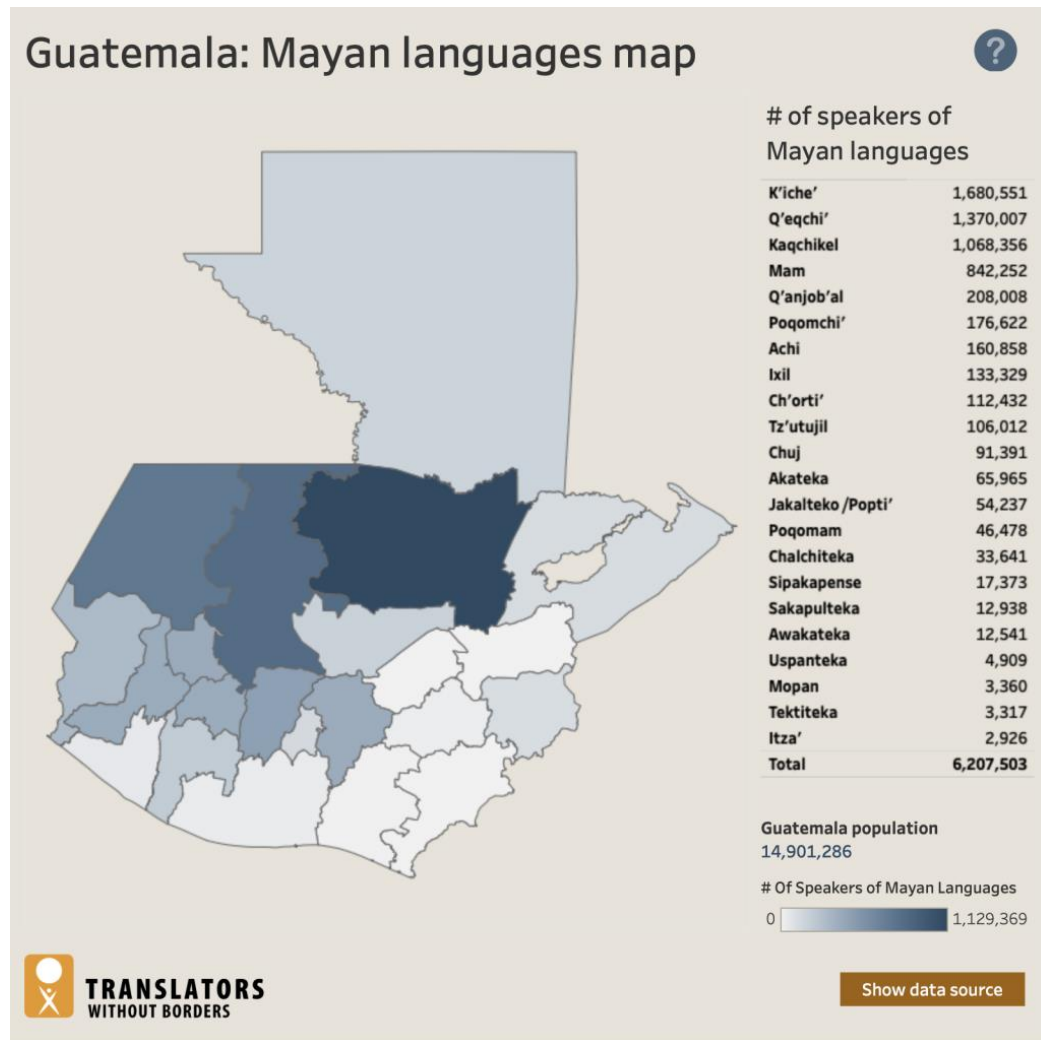 Guatemala: Mayan languages map
?
# of speakers of
Mayan languages
K'iche' 1,680,551
Q'eqchi' 1,370,007
Kaqchikel 1,068,356
Mam 842,252
Q'anjob'al 208,008
Poqomchi' 176,622
Achi 160,858
Ixil 133,329
Ch'orti' 112,432
Tz'utujil 106,012
Chuj 91,391
Akateka 65,965
Jakalteko /Popti' 54,237
Poqomam 46,478
Chalchiteka 33,641
Sipakapense 17,373
Sakapulteka 12,938
Awakateka 12,541
Uspanteka 4,909
Mopan 3,360
Tektiteka 3,317
Itza' 2,926
Total 6,207,503
Guatemala population
14,901,286
# Of Speakers of Mayan Languages
0 1,129,369
TRANSLATORS
WITHOUT BORDERS
Show data source